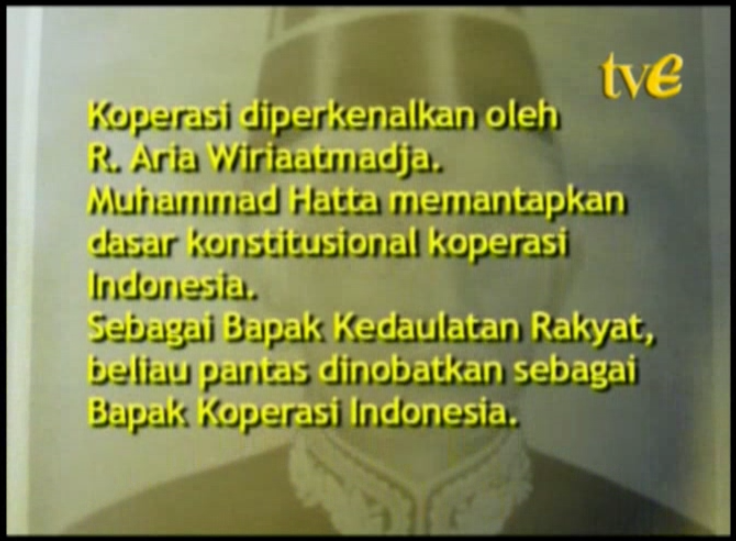 tve
Koperasi diperkenalkan oleh
R. Aria Wiriaatmadja.
Muhammad Hatta memantapkan
dasar konstitusional koperasi
Indonesia.
Sebagai Bapak Kedaulatan Rakyat,
beliau pantas dinobatkan sebagai
Bapak Koperasi Indonesia.